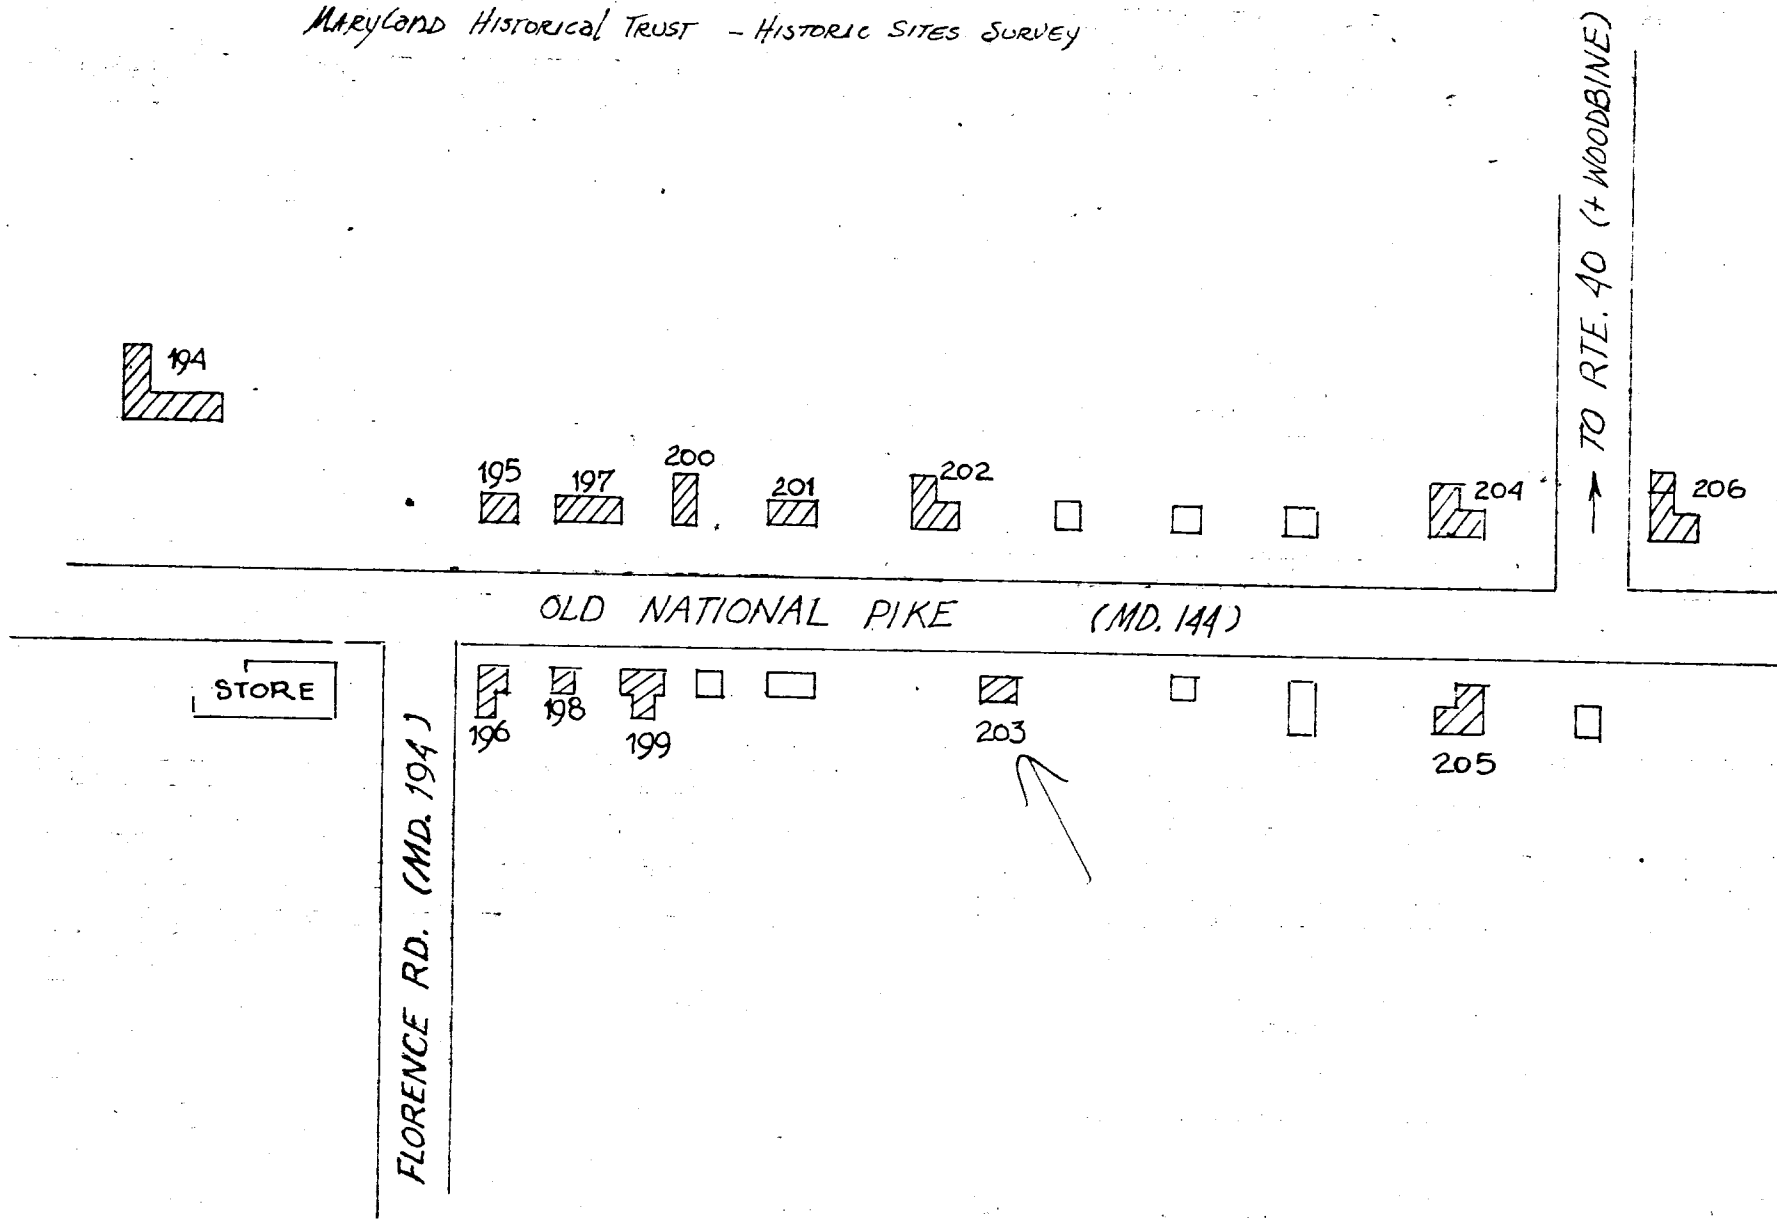 MARYLAND HISTORICAL TRUST - HISTORIC SITES SURVEY
→ TO RTE. 40 (+ WOODBINE)
194
195
197
200
201
202
204
206
OLD NATIONAL PIKE (MD. 144)
STORE
196
198
199
203
205
FLORENCE RD. (MD. 194)